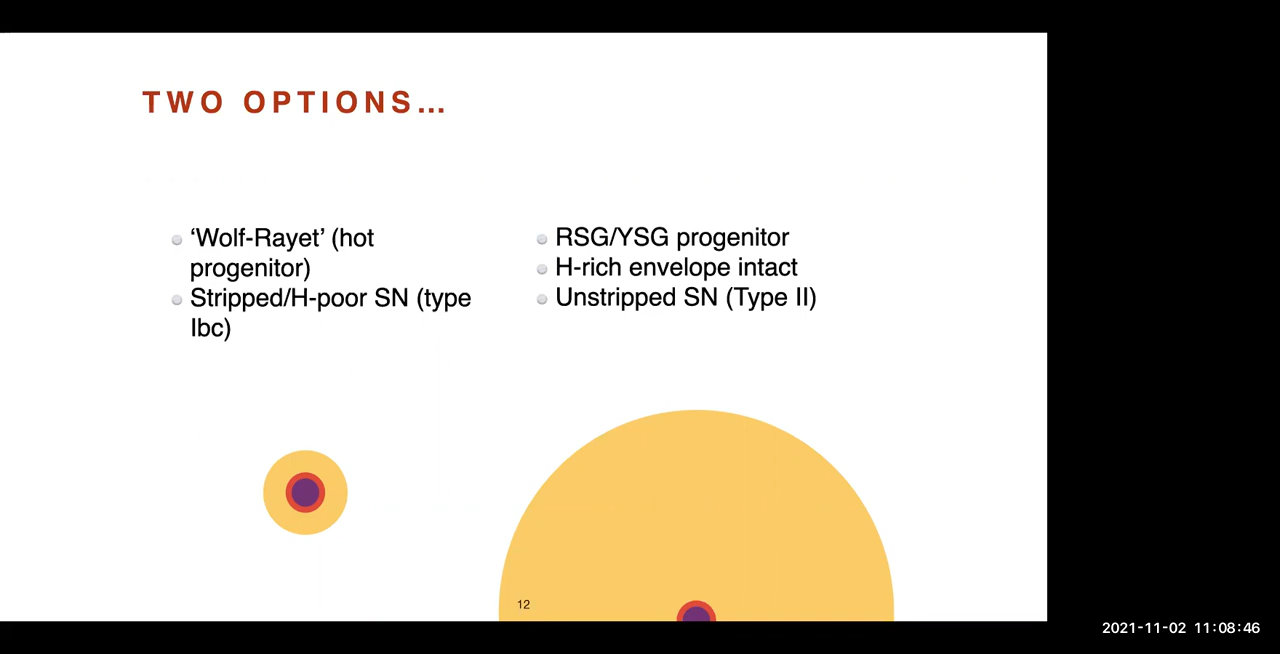 TWO OPTIONS…
‘Wolf-Rayet’ (hot
progenitor)
Stripped/H-poor SN (type
Ibc)
RSG/YSG progenitor
H-rich envelope intact
Unstripped SN (Type II)
12
2021-11-02 11:08:46